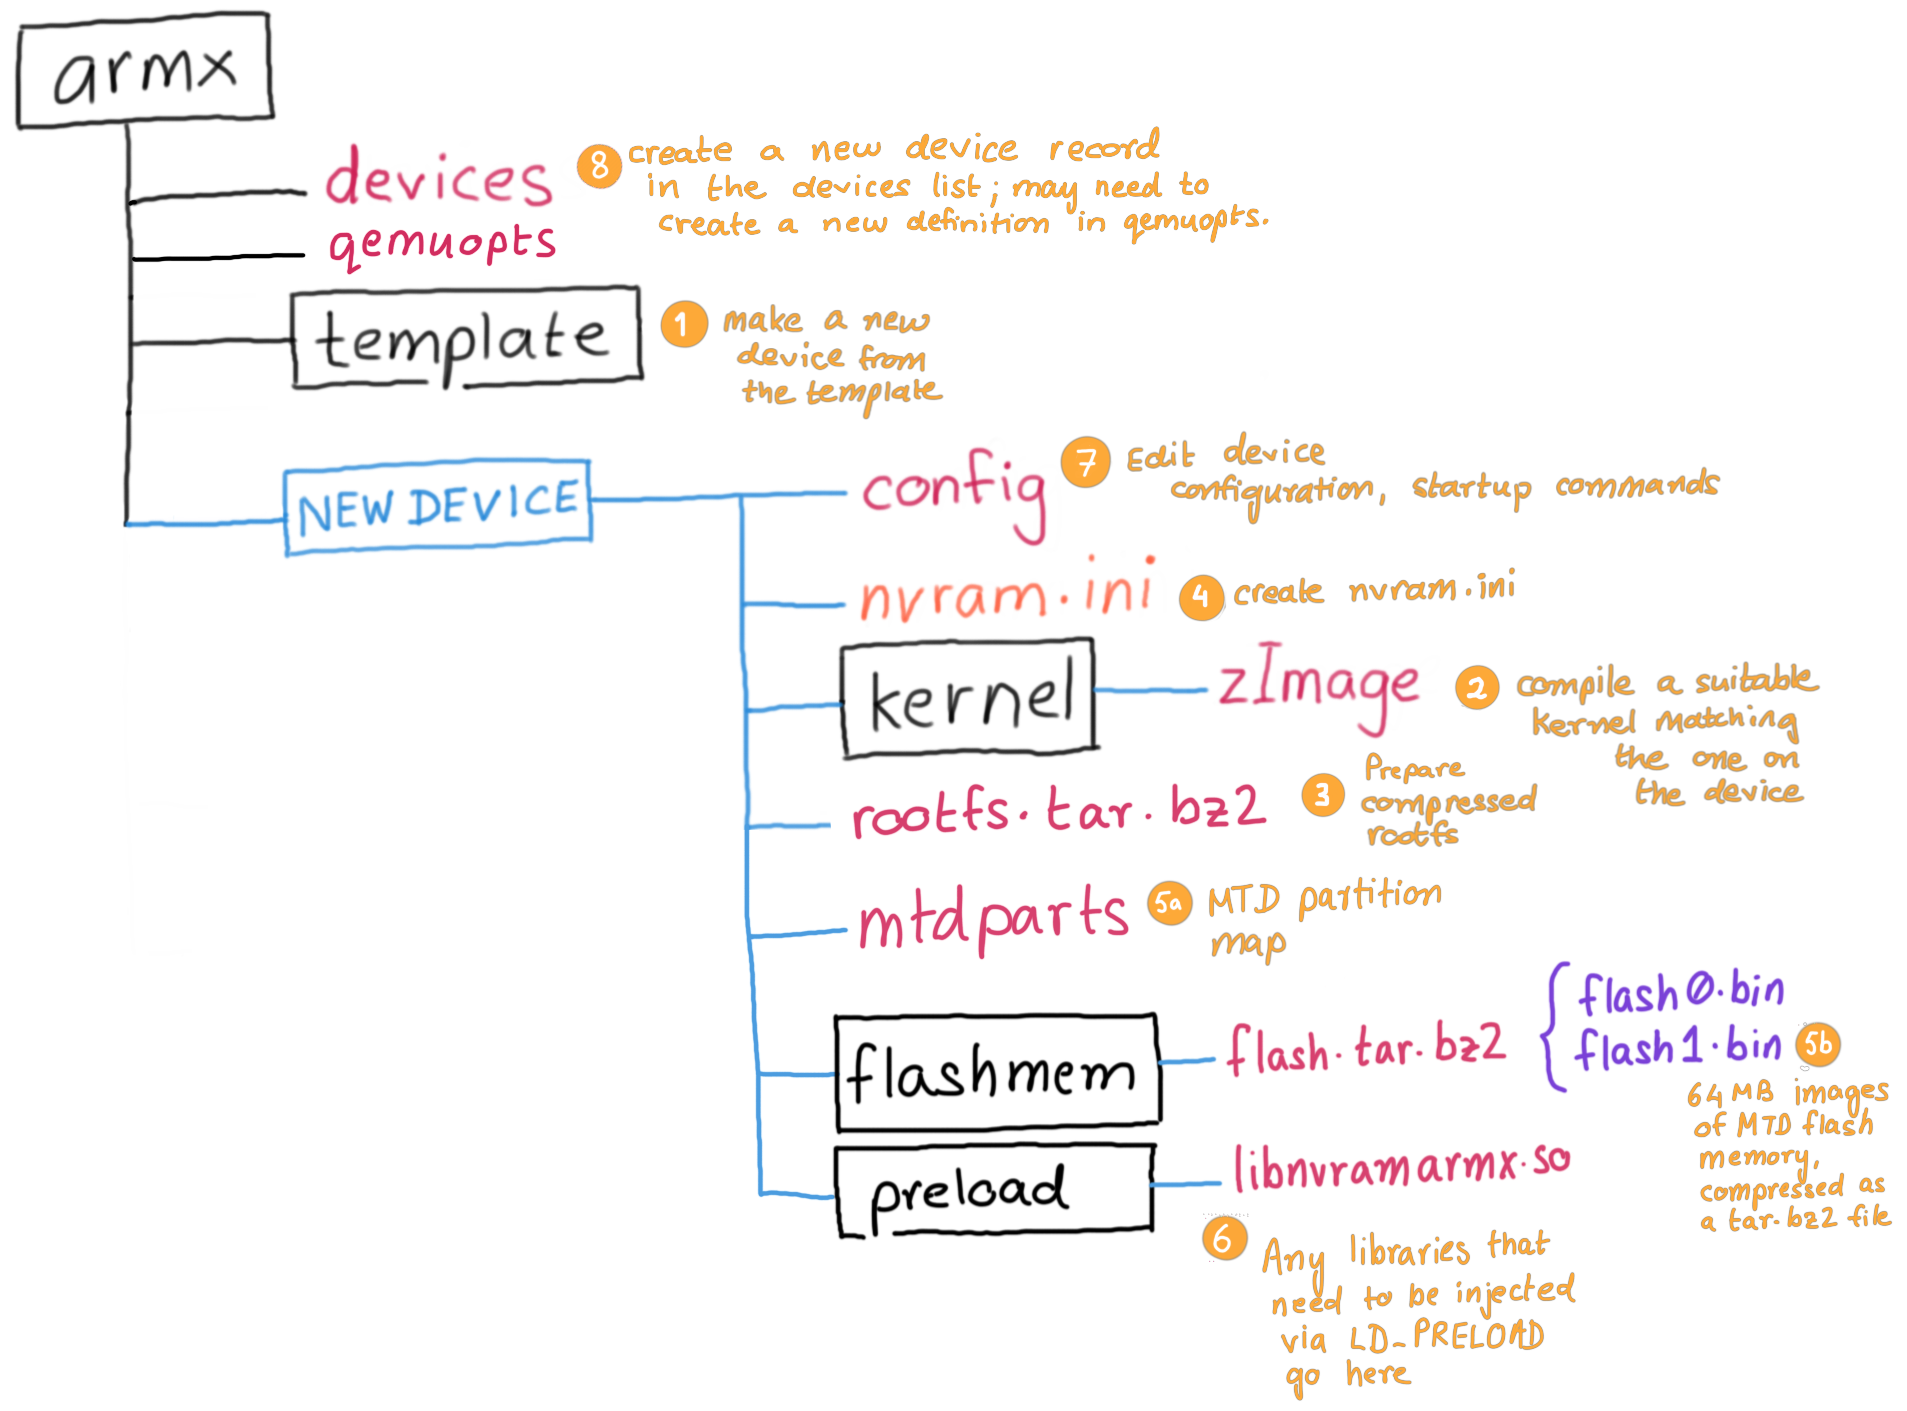 armx
devices
8
create a new device record
in the devices list; may need to
create a new definition in qemuopts.
qemuopts
template
1
make a new
device from
the template
NEW DEVICE
config
7
Edit device
configuration, startup commands
nvram.ini
4
create nvram.ini
kernel
zImage
2
compile a suitable
kernel matching
the one on
the device
rootfs.tar.bz2
3
Prepare
compressed
rootfs
mtdparts
5a
MTD partition
map
flashmem
flash.tar.bz2
flash0.bin
flash1.bin
5b
64MB images
of MTD flash
memory,
compressed as
a tar.bz2 file
preload
libnvramarmx.so
6
Any libraries that
need to be injected
via LD_PRELOAD
go here